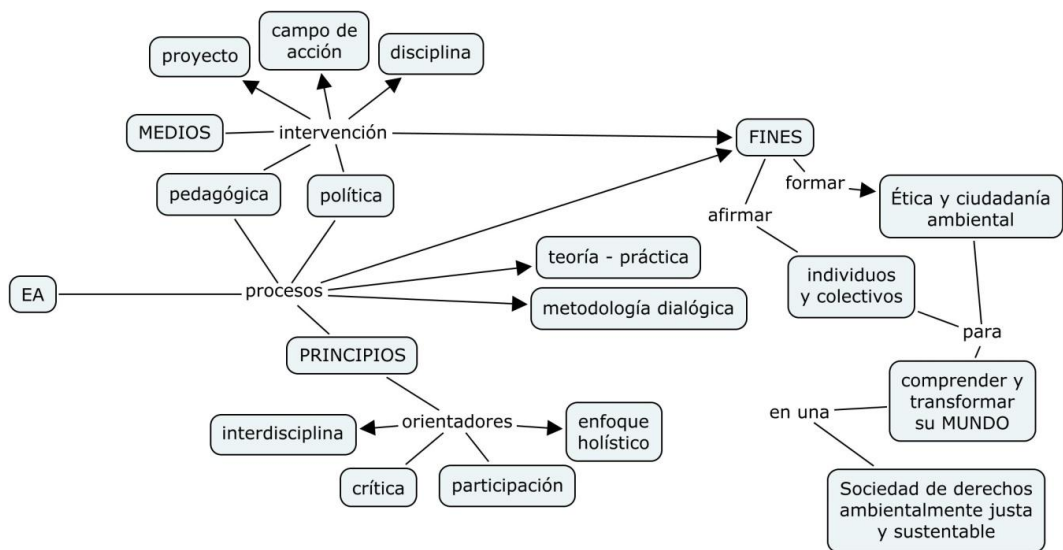 campo de
acción
proyecto
disciplina
MEDIOS
intervención
FINES
pedagógica
política
formar
Ética y ciudadanía
ambiental
afirmar
teoría - práctica
individuos
y colectivos
EA
procesos
metodología dialógica
para
PRINCIPIOS
comprender y
transformar
su MUNDO
en una
interdisciplina
orientadores
enfoque
holístico
crítica
participación
Sociedad de derechos
ambientalmente justa
y sustentable